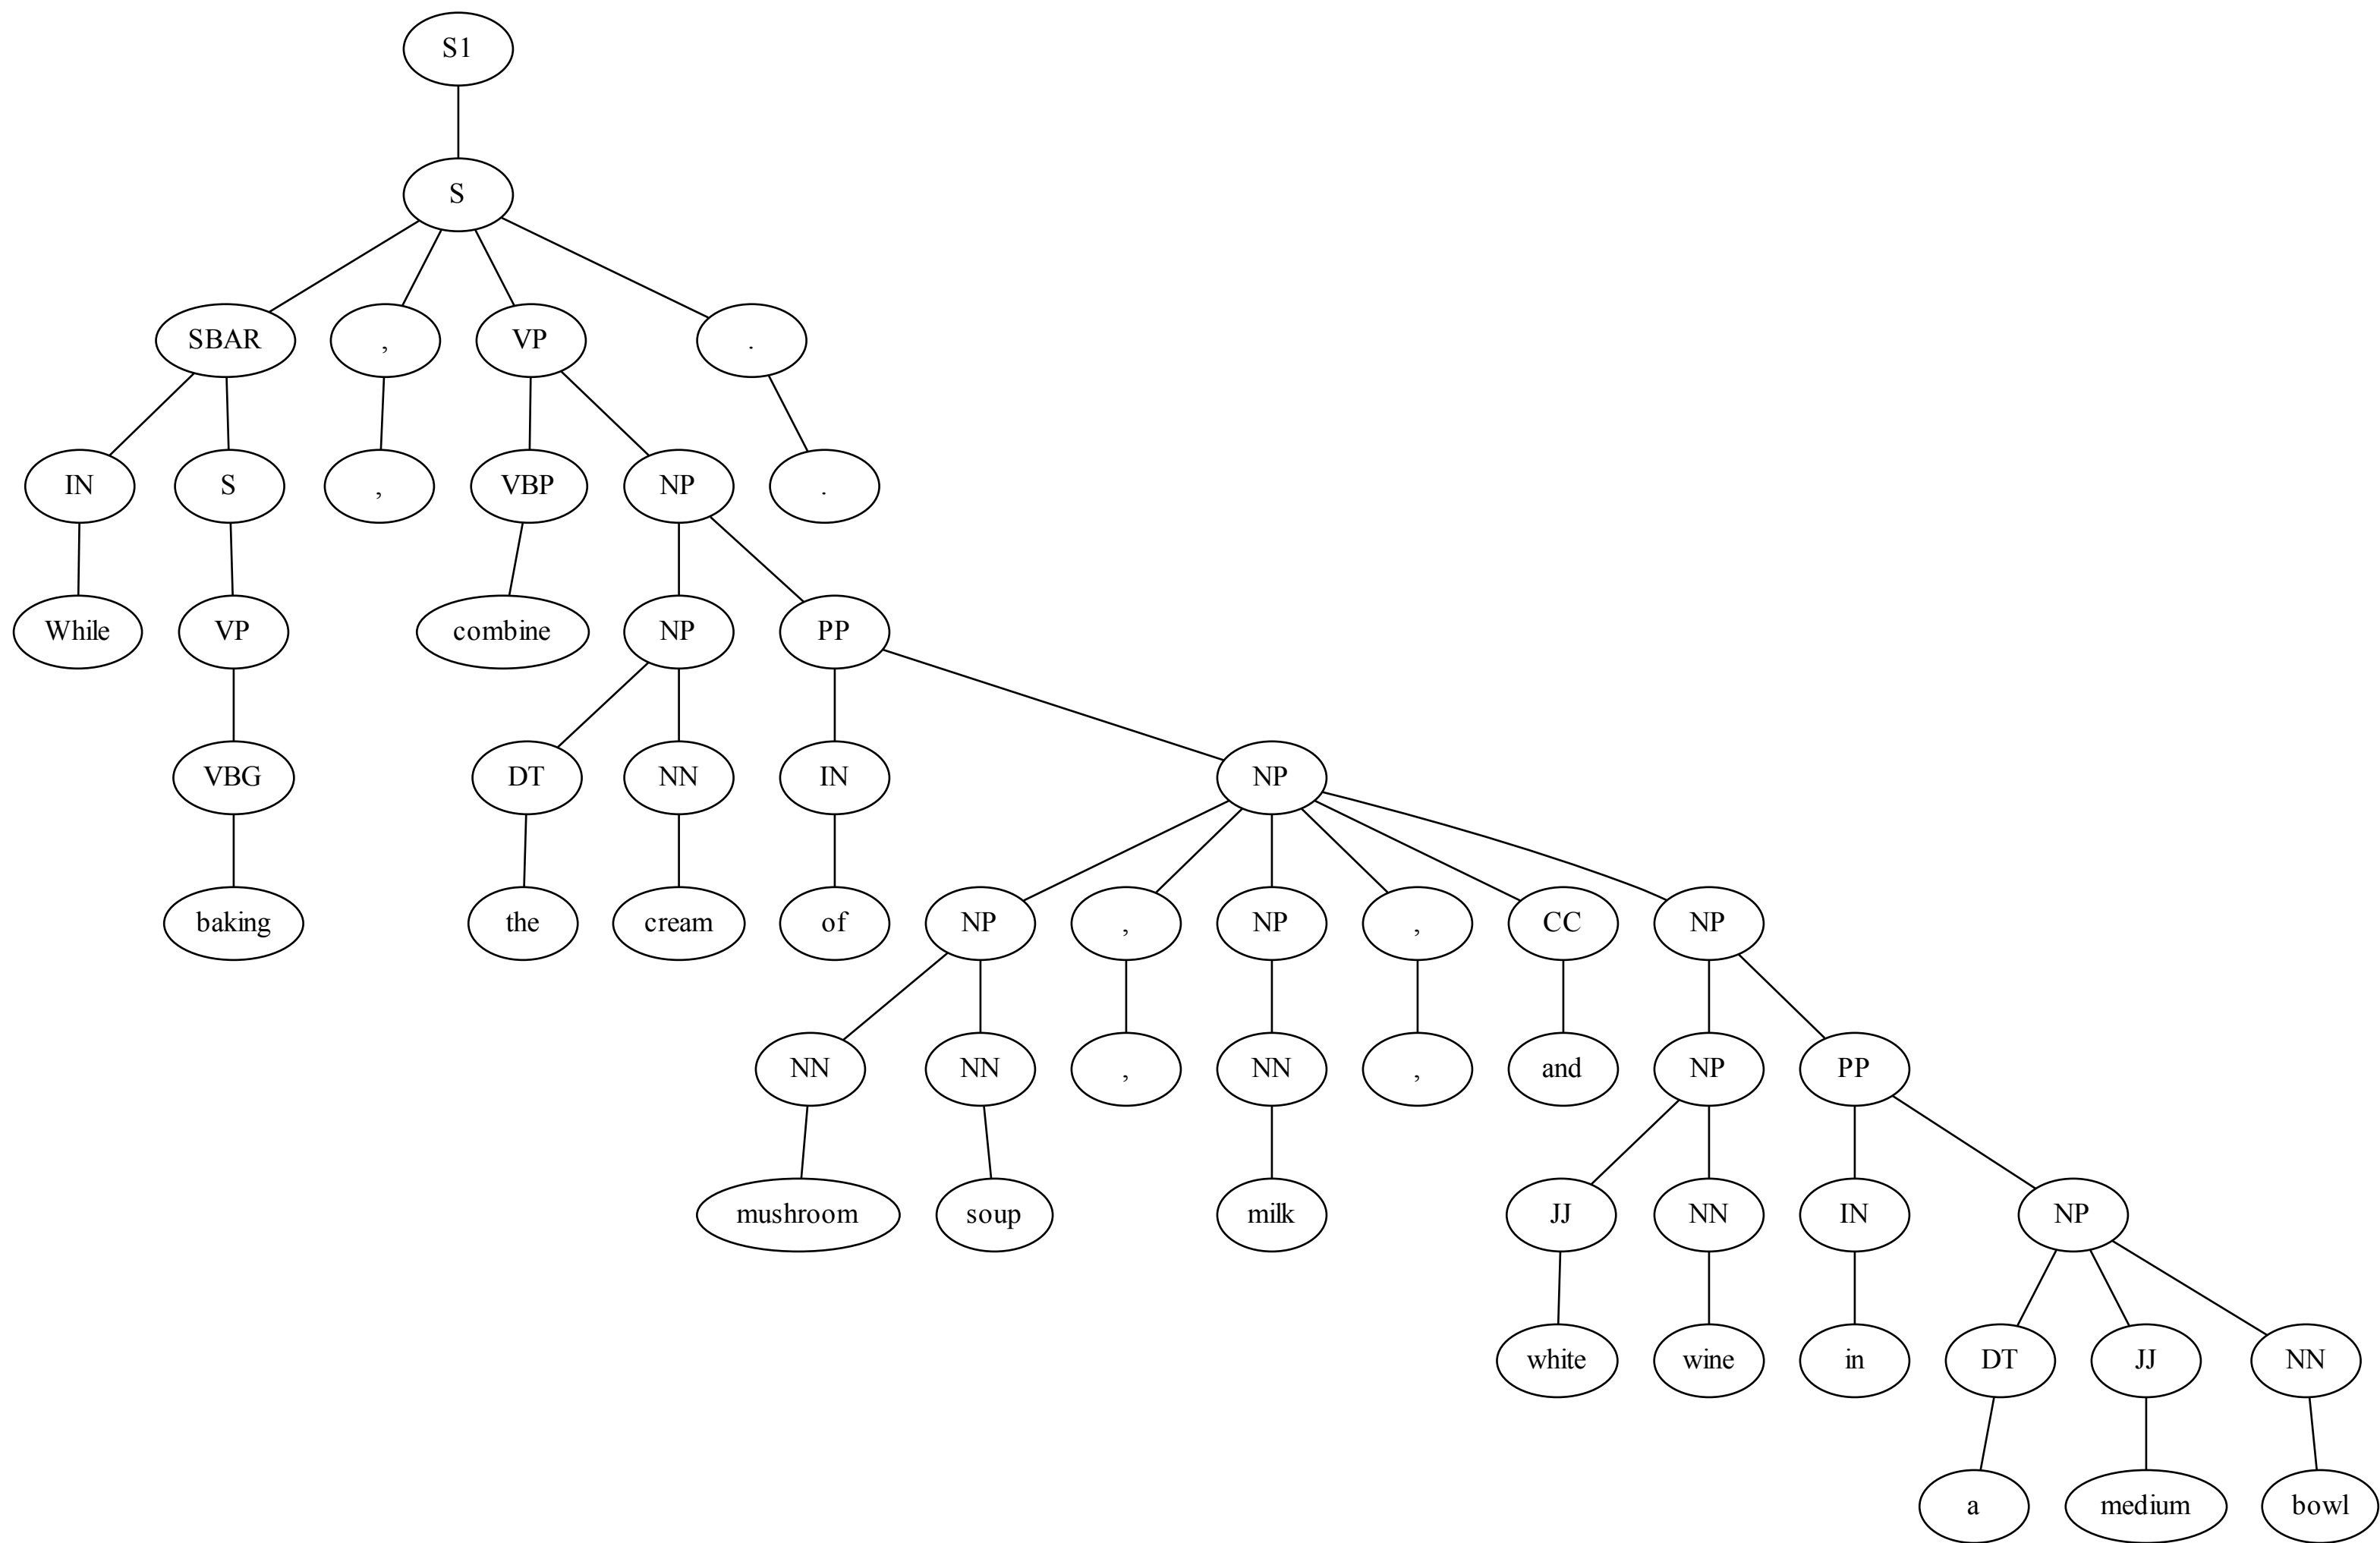 S1
S
SBAR , VP .
IN S , VBP NP .
While VP combine NP PP
VBG DT NN IN NP
baking the cream of NP , NP , CC NP
NN NN , NN , and NP PP
mushroom soup milk JJ NN IN NP
white wine in DT JJ NN
a medium bowl